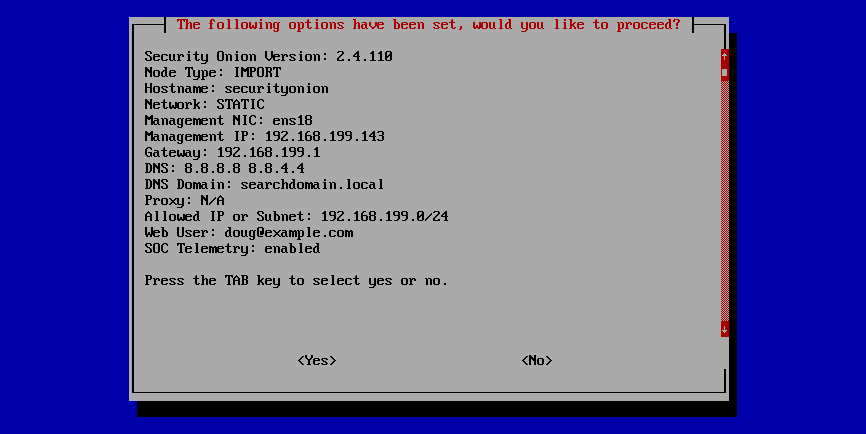 The following options have been set, would you like to proceed?
Security Onion Version: 2.4.110
Node Type: IMPORT
Hostname: securityonion
Network: STATIC
Management NIC: ens18
Management IP: 192.168.199.143
Gateway: 192.168.199.1
DNS: 8.8.8.8 8.8.4.4
DNS Domain: searchdomain.local
Proxy: N/A
Allowed IP or Subnet: 192.168.199.0/24
Web User: doug@example.com
SOC Telemetry: enabled
Press the TAB key to select yes or no.
<Yes> <No>